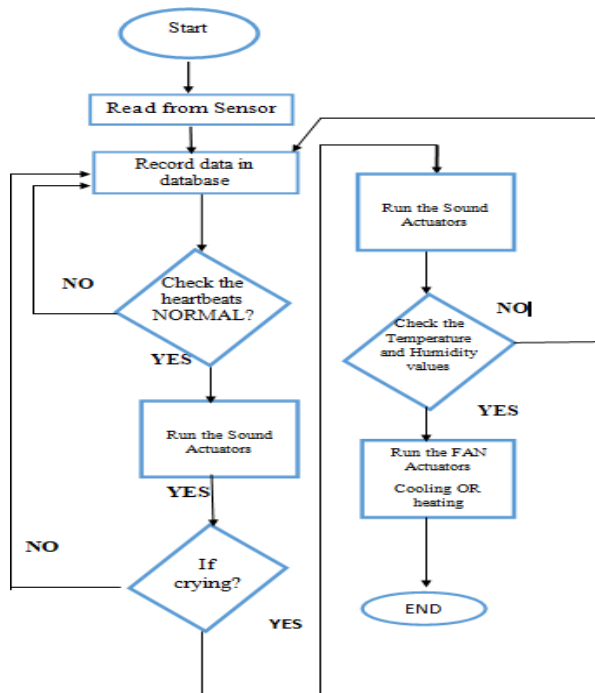 Start
Read from Sensor
Record data in
database
NO
Check the
heartbeats
NORMAL?
YES
Run the Sound
Actuators
YES
NO
If
crying?
YES
Run the Sound
Actuators
NO
Check the
Temperature
and Humidity
values
YES
Run the FAN
Actuators
Cooling OR
heating
END